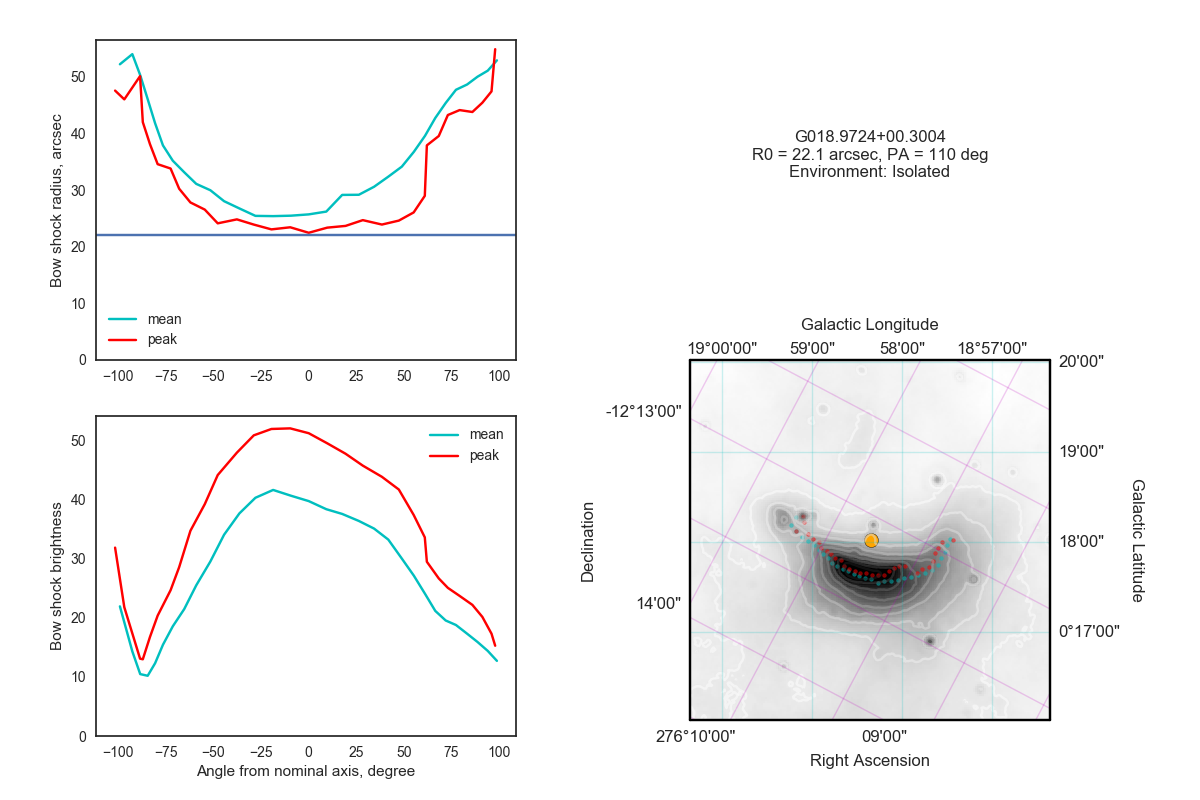 50
40
30
20
10
0
Bow shock radius, arcsec
mean
peak
−100 −75 −50 −25 0 25 50 75 100
50
40
30
20
10
0
Bow shock brightness
mean
peak
−100 −75 −50 −25 0 25 50 75 100
Angle from nominal axis, degree
G018.9724+00.3004
R0 = 22.1 arcsec, PA = 110 deg
Environment: Isolated
Galactic Longitude
19°00'00" 59'00" 58'00" 18°57'00"
-12°13'00"
14'00"
Declination
20'00"
19'00"
18'00"
0°17'00"
Galactic Latitude
276°10'00" 09'00"
Right Ascension